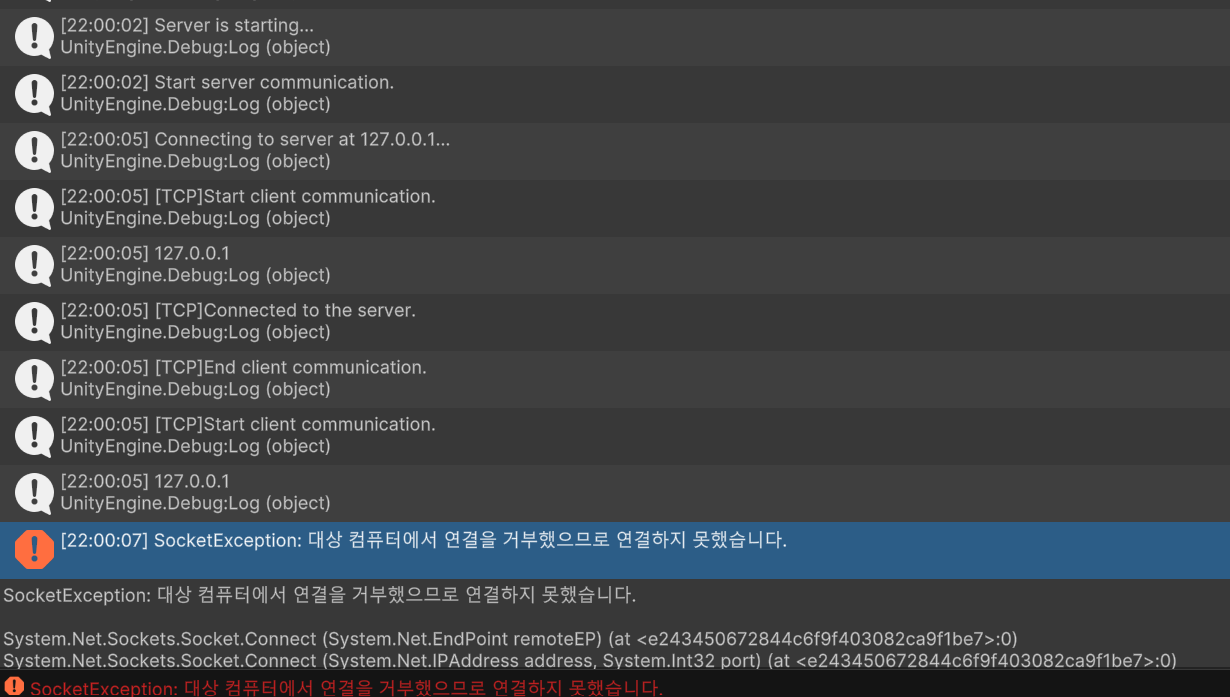 [22:00:02] Server is starting...
UnityEngine.Debug:Log (object)
[22:00:02] Start server communication.
UnityEngine.Debug:Log (object)
[22:00:05] Connecting to server at 127.0.0.1...
UnityEngine.Debug:Log (object)
[22:00:05] [TCP]Start client communication.
UnityEngine.Debug:Log (object)
[22:00:05] 127.0.0.1
UnityEngine.Debug:Log (object)
[22:00:05] [TCP]Connected to the server.
UnityEngine.Debug:Log (object)
[22:00:05] [TCP]End client communication.
UnityEngine.Debug:Log (object)
[22:00:05] [TCP]Start client communication.
UnityEngine.Debug:Log (object)
[22:00:05] 127.0.0.1
UnityEngine.Debug:Log (object)
[22:00:07] SocketException: 대상 컴퓨터에서 연결을 거부했으므로 연결하지 못했습니다.
SocketException: 대상 컴퓨터에서 연결을 거부했으므로 연결하지 못했습니다.
System.Net.Sockets.Socket.Connect (System.Net.EndPoint remoteEP) (at <e243450672844c6f9f403082ca9f1be7>:0)
System.Net.Sockets.Socket.Connect (System.Net.IPAddress address, System.Int32 port) (at <e243450672844c6f9f403082ca9f1be7>:0)
SocketException: 대상 컴퓨터에서 연결을 거부했으므로 연결하지 못했습니다.